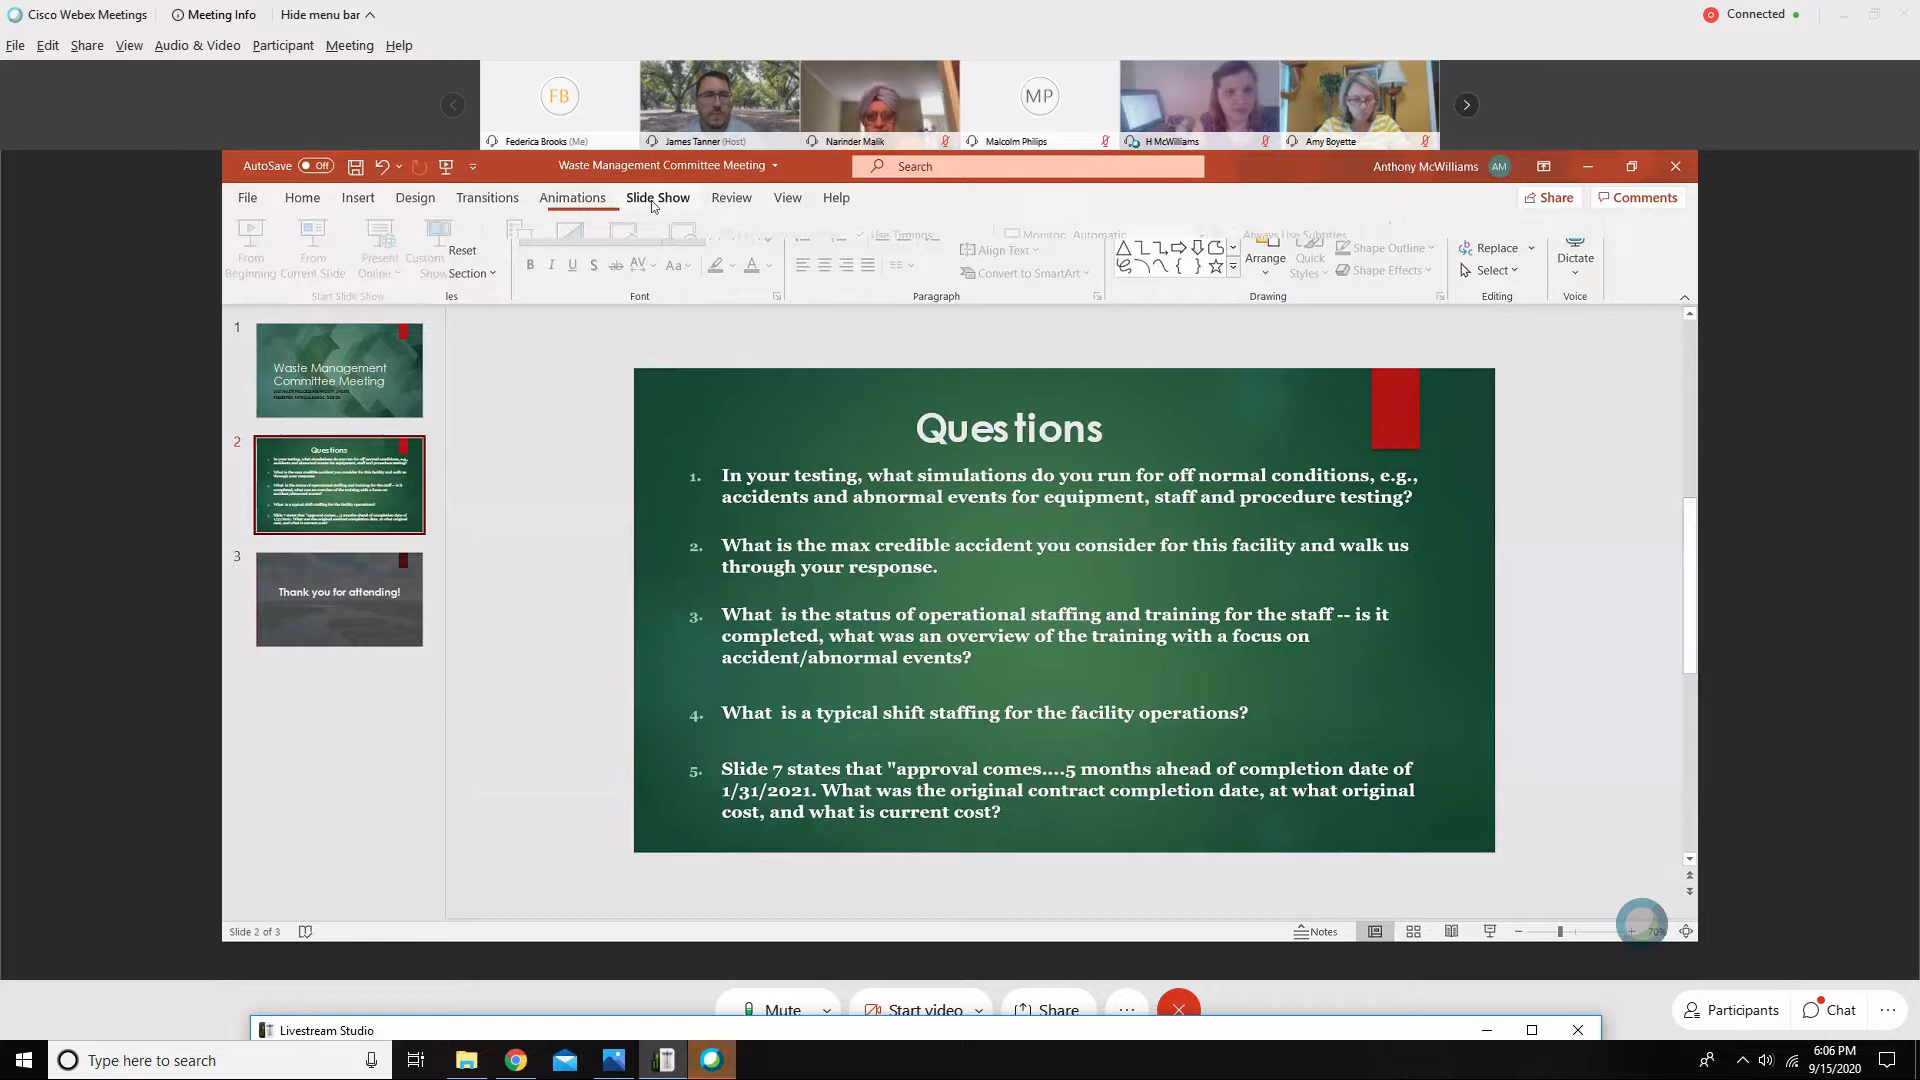 Cisco Webex Meetings
Meeting Info
Hide menu bar
Connected
File Edit Share View Audio & Video Participant Meeting Help
FB
MP
Federica Brooks (Me)
James Tanner (Host)
Narinder Malik
Malcolm Philips
H McWilliams
Amy Boyette
AutoSave Off
Waste Management Committee Meeting
Search
Anthony McWilliams AM
File Home Insert Design Transitions Animations Slide Show Review View Help
Share
Comments
From Beginning
From Current Slide
Present Online
Custom Show
Reset
Section
Start Slide Show
Use Timings
Monitor: Automatic
Always Use Subtitles
Align Text
Convert to SmartArt
Arrange
Quick Styles
Shape Outline
Shape Effects
Replace
Select
Dictate
Font
Paragraph
Drawing
Editing
Voice
1
Waste Management
Committee Meeting
2
Questions
3
Thank you for attending!
Questions
1. In your testing, what simulations do you run for off normal conditions, e.g.,
accidents and abnormal events for equipment, staff and procedure testing?
2. What is the max credible accident you consider for this facility and walk us
through your response.
3. What is the status of operational staffing and training for the staff -- is it
completed, what was an overview of the training with a focus on
accident/abnormal events?
4. What is a typical shift staffing for the facility operations?
5. Slide 7 states that "approval comes....5 months ahead of completion date of
1/31/2021. What was the original contract completion date, at what original
cost, and what is current cost?
Slide 2 of 3
Notes
70%
Mute
Start video
Share
Participants
Chat
Livestream Studio
Type here to search
6:06 PM
9/15/2020